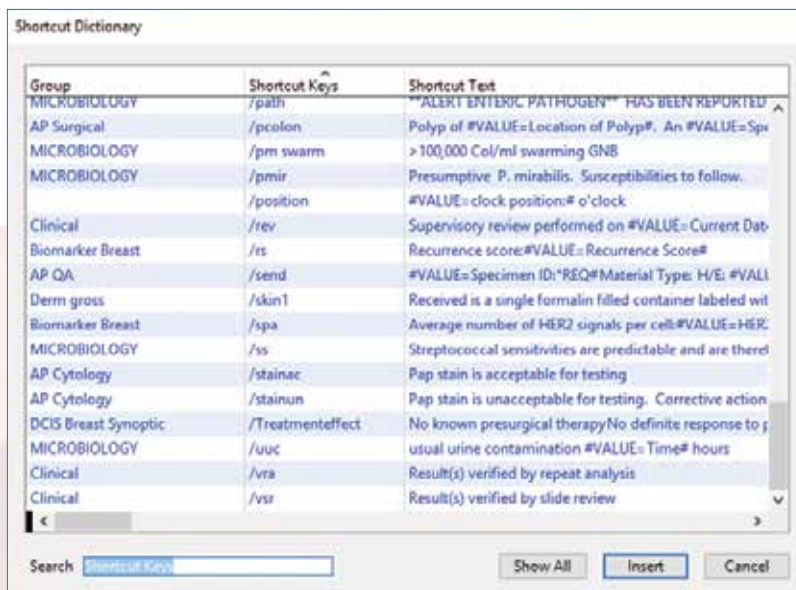 Shortcut Dictionary
Group Shortcut Keys Shortcut Text
MICROBIOLOGY /path **ALERT ENTERIC PATHOGEN** HAS BEEN REPORTED
AP Surgical /pcolon Polyp of #VALUE=Location of Polyp#. An #VALUE=Spe
MICROBIOLOGY /pm swarm >100,000 Col/ml swarming GNB
MICROBIOLOGY /pmir Presumptive P. mirabilis. Susceptibilities to follow.
/position #VALUE=clock position:# o'clock
Clinical /rev Supervisory review performed on #VALUE=Current Dat
Biomarker Breast /rs Recurrence score:#VALUE=Recurrence Score#
AP QA /send #VALUE=Specimen ID:*REQ#Material Type: H/E: #VALU
Derm gross /skin1 Received is a single formalin filled container labeled wit
Biomarker Breast /spa Average number of HER2 signals per cell:#VALUE=HER
MICROBIOLOGY /ss Streptococcal sensitivities are predictable and are theref
AP Cytology /stainac Pap stain is acceptable for testing
AP Cytology /stainun Pap stain is unacceptable for testing. Corrective action
DCIS Breast Synoptic /Treatmenteffect No known presurgical therapyNo definite response to p
MICROBIOLOGY /uuc usual urine contamination #VALUE=Time# hours
Clinical /vra Result(s) verified by repeat analysis
Clinical /vsr Result(s) verified by slide review
Search Shortcut Keys Show All Insert Cancel